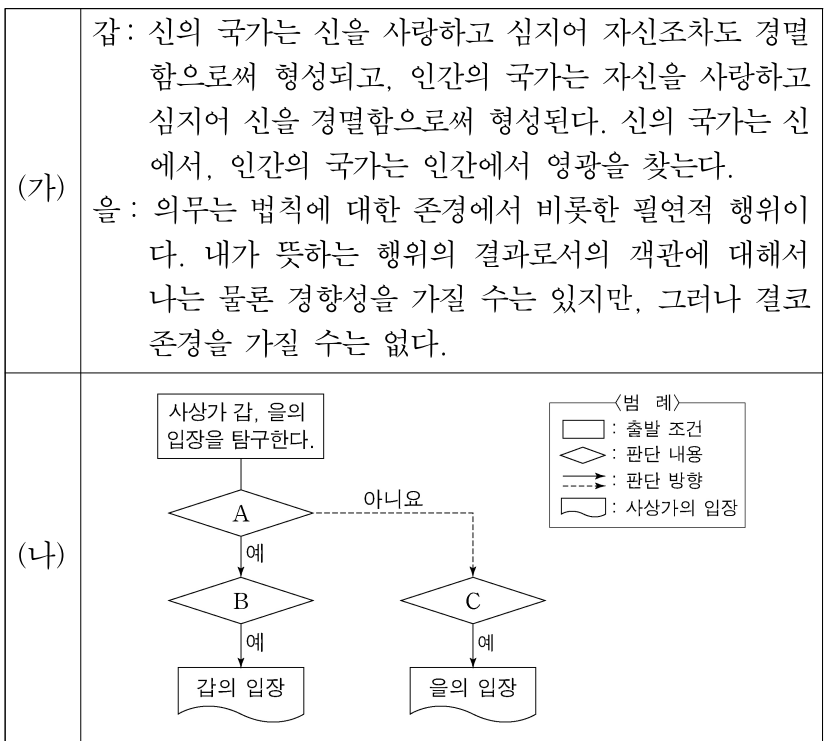 (가)
갑: 신의 국가는 신을 사랑하고 심지어 자신조차도 경멸
함으로써 형성되고, 인간의 국가는 자신을 사랑하고
심지어 신을 경멸함으로써 형성된다. 신의 국가는 신
에서, 인간의 국가는 인간에서 영광을 찾는다.
을: 의무는 법칙에 대한 존경에서 비롯한 필연적 행위이
다. 내가 뜻하는 행위의 결과로서의 객관에 대해서
나는 물론 경향성을 가질 수는 있지만, 그러나 결코
존경을 가질 수는 없다.
(나)
사상가 갑, 을의
입장을 탐구한다.
A
아니요
예
B
C
예
예
갑의 입장
을의 입장
〈범 례〉
: 출발 조건
: 판단 내용
: 판단 방향
: 사상가의 입장